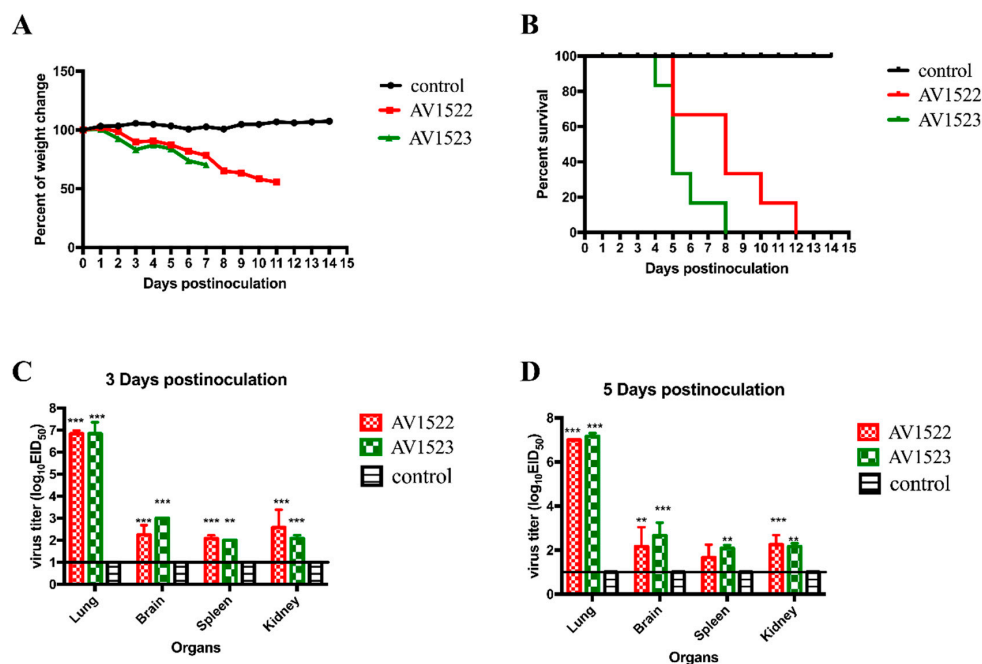 A
Percent of weight change
150
100
50
0
0 1 2 3 4 5 6 7 8 9 10 11 12 13 14 15
Days postinoculation
control
AV1522
AV1523
B
Percent survival
100
80
60
40
20
0
0 1 2 3 4 5 6 7 8 9 10 11 12 13 14 15
Days postinoculation
control
AV1522
AV1523
C
3 Days postinoculation
virus titer (log10EID50)
8
7
6
5
4
3
2
1
0
*** ***
*** ***
*** **
*** ***
Lung Brain Spleen Kidney
Organs
AV1522
AV1523
control
D
5 Days postinoculation
virus titer (log10EID50)
8
6
4
2
0
*** ***
** ***
**
*** **
Lung Brain Spleen Kidney
Organs
AV1522
AV1523
control